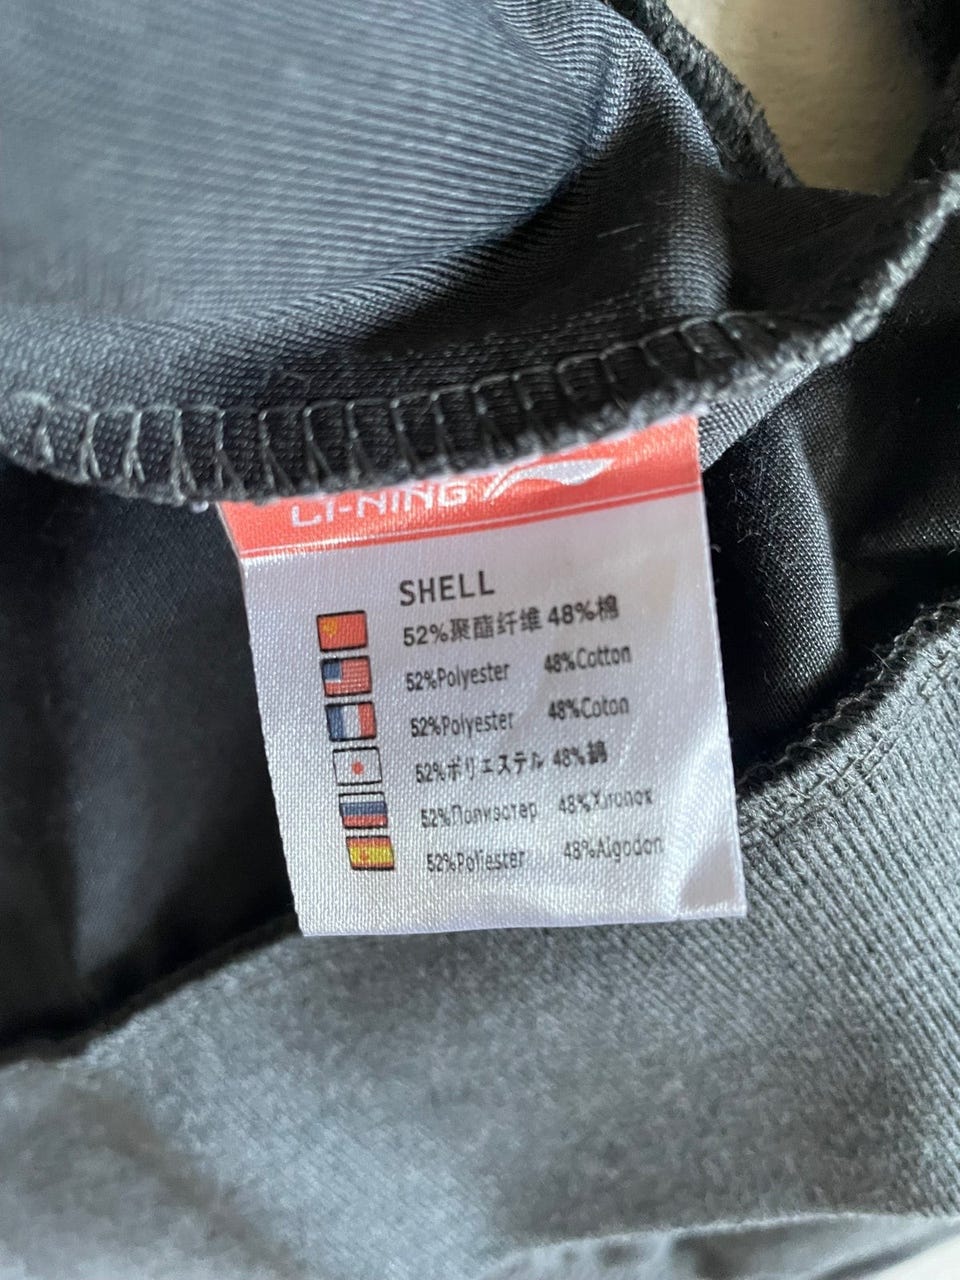 LI-NING
SHELL
52%聚酯纤维 48%棉
52%Polyester 48%Cotton
52%Polyester 48%Coton
52%ポリエステル 48%綿
52%Полиэстер 48%Хлопок
52%Poliester 48%Algodon